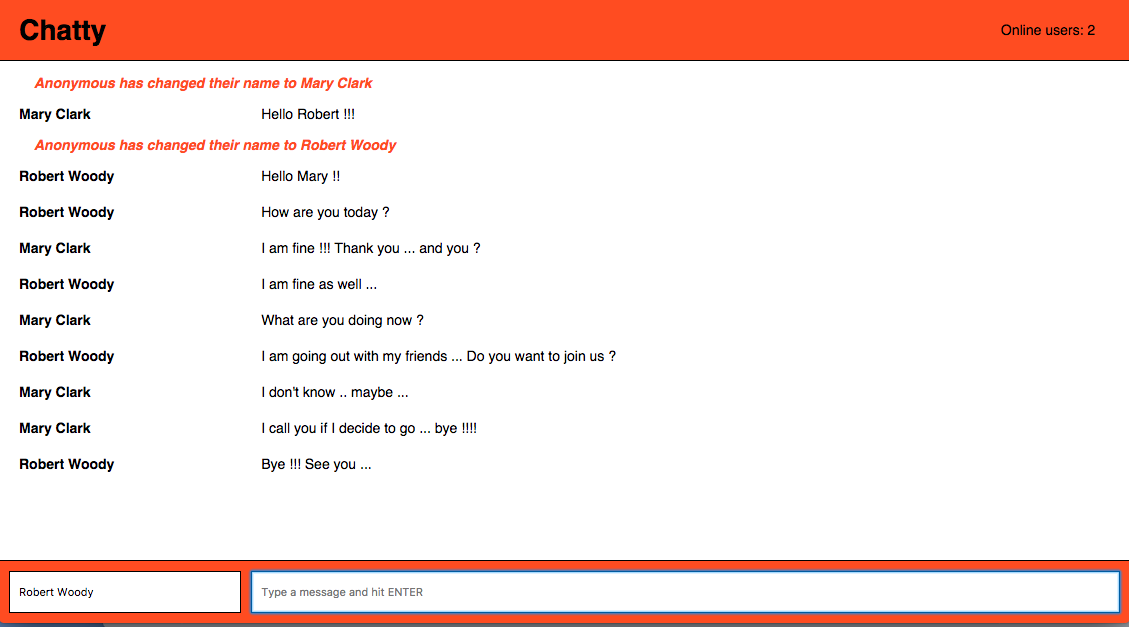 Chatty
Online users: 2
Anonymous has changed their name to Mary Clark
Mary Clark Hello Robert !!!
Anonymous has changed their name to Robert Woody
Robert Woody Hello Mary !!
Robert Woody How are you today ?
Mary Clark I am fine !!! Thank you ... and you ?
Robert Woody I am fine as well ...
Mary Clark What are you doing now ?
Robert Woody I am going out with my friends ... Do you want to join us ?
Mary Clark I don't know .. maybe ...
Mary Clark I call you if I decide to go ... bye !!!!
Robert Woody Bye !!! See you ...
Robert Woody Type a message and hit ENTER